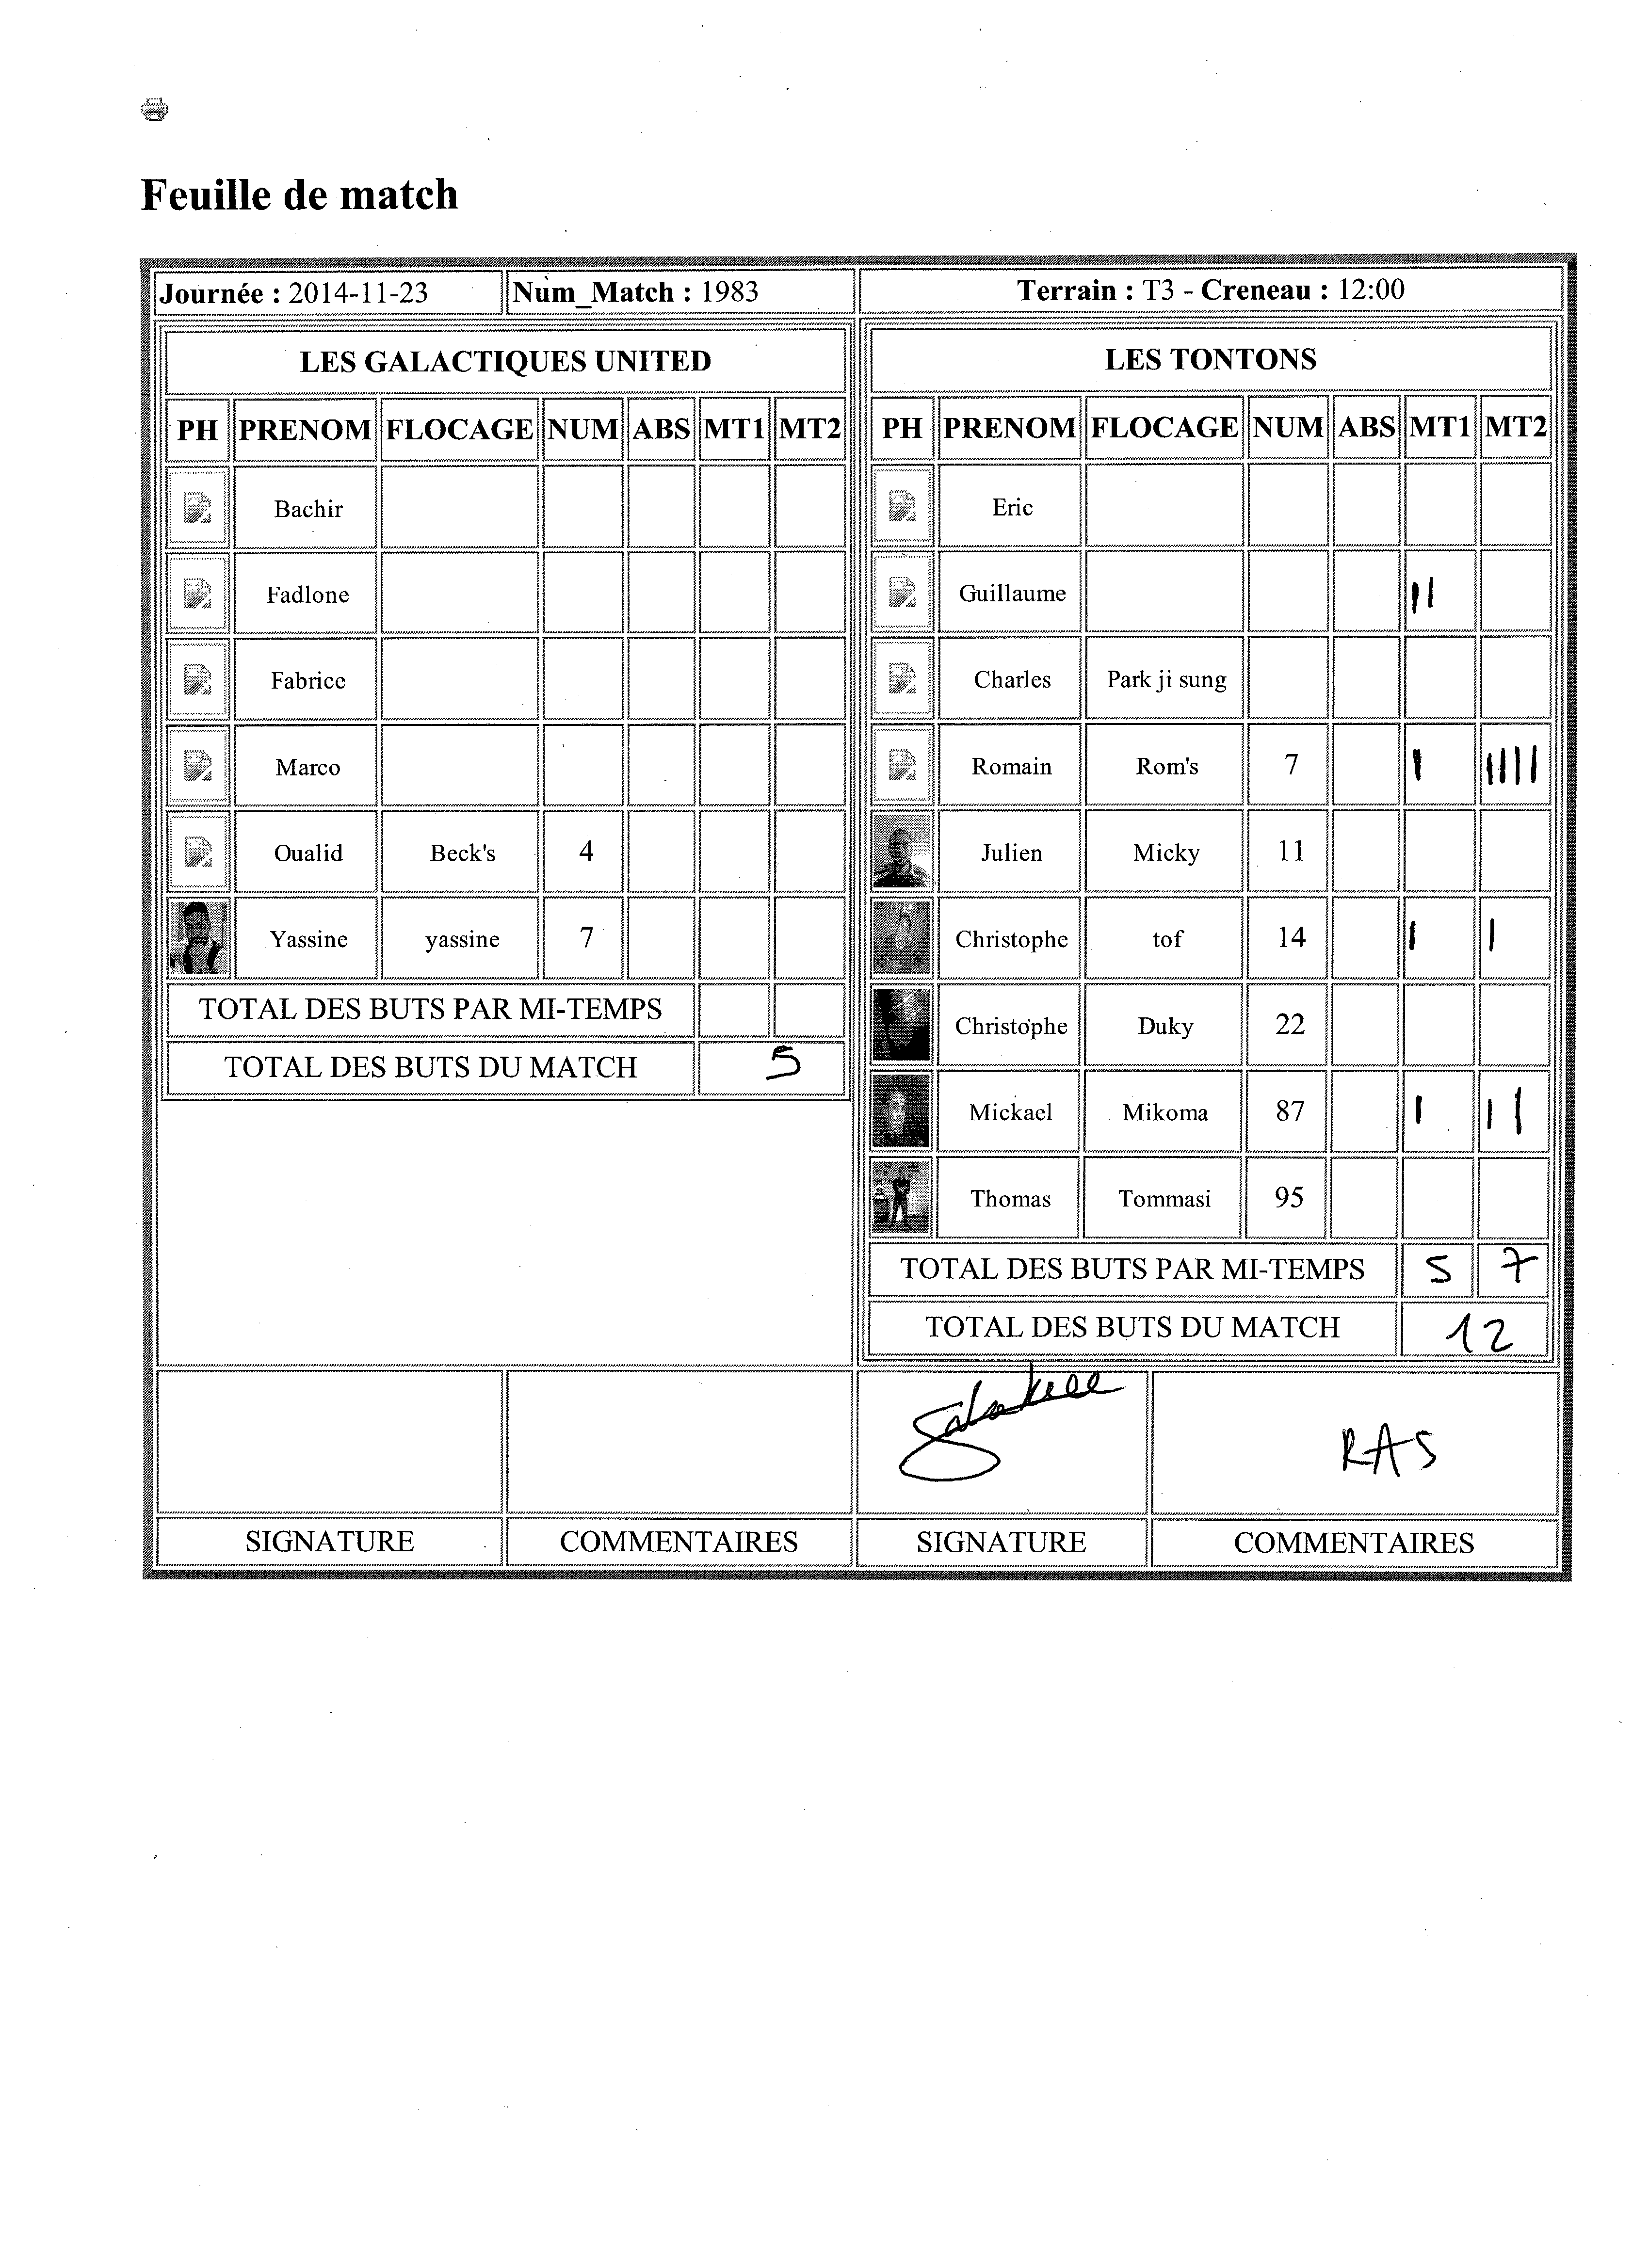 Feuille de match
Journée : 2014-11-23 Num_Match : 1983 Terrain : T3 - Creneau : 12:00
LES GALACTIQUES UNITED
PH PRENOM FLOCAGE NUM ABS MT1 MT2
Bachir
Fadlone
Fabrice
Marco
Oualid Beck's 4
Yassine yassine 7
TOTAL DES BUTS PAR MI-TEMPS
TOTAL DES BUTS DU MATCH 5
LES TONTONS
PH PRENOM FLOCAGE NUM ABS MT1 MT2
Eric
Guillaume II
Charles Park ji sung
Romain Rom's 7 I IIII
Julien Micky 11
Christophe tof 14 I I
Christophe Duky 22
Mickael Mikoma 87 I II
Thomas Tommasi 95
TOTAL DES BUTS PAR MI-TEMPS 5 7
TOTAL DES BUTS DU MATCH 12
RAS
SIGNATURE COMMENTAIRES SIGNATURE COMMENTAIRES